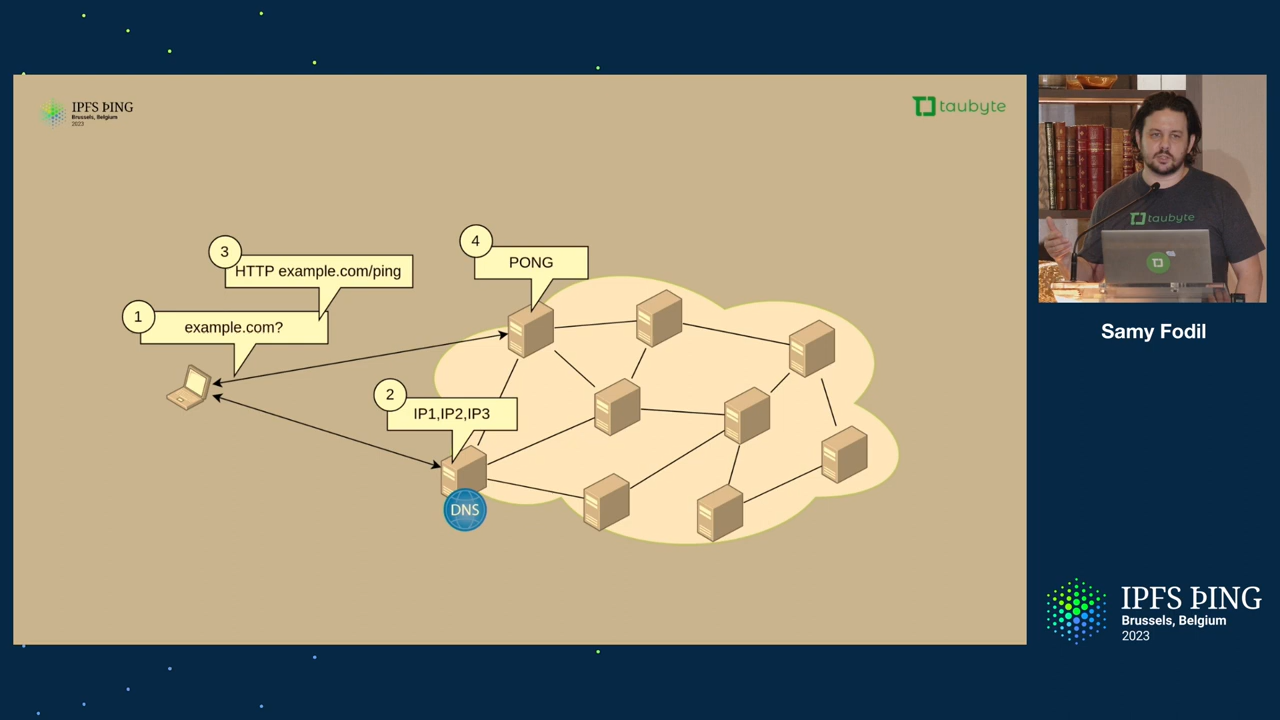 IPFS ÞING
Brussels, Belgium
2023
taubyte
3
HTTP example.com/ping
4
PONG
1
example.com?
2
IP1,IP2,IP3
DNS
taubyte
Samy Fodil
IPFS ÞING
Brussels, Belgium
2023